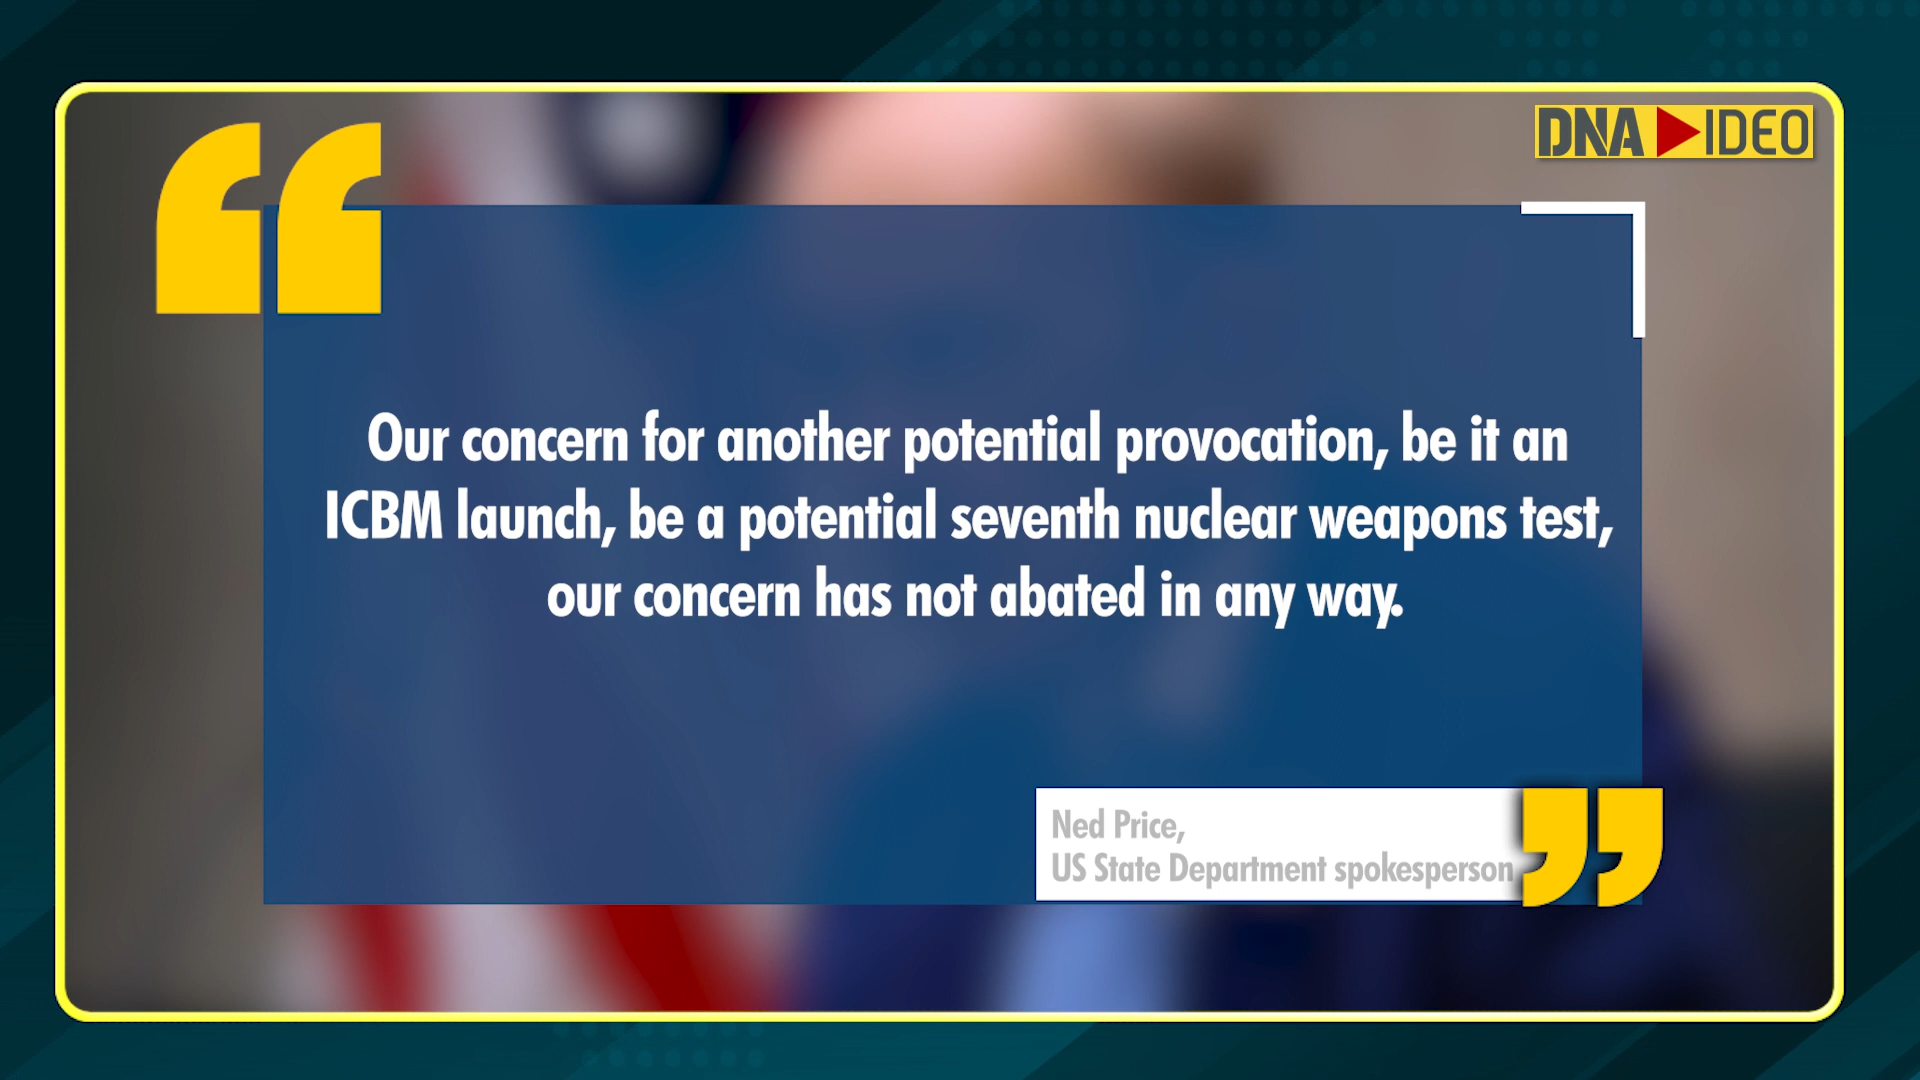 DNA VIDEO
Our concern for another potential provocation, be it an
ICBM launch, be a potential seventh nuclear weapons test,
our concern has not abated in any way.
Ned Price,
US State Department spokesperson